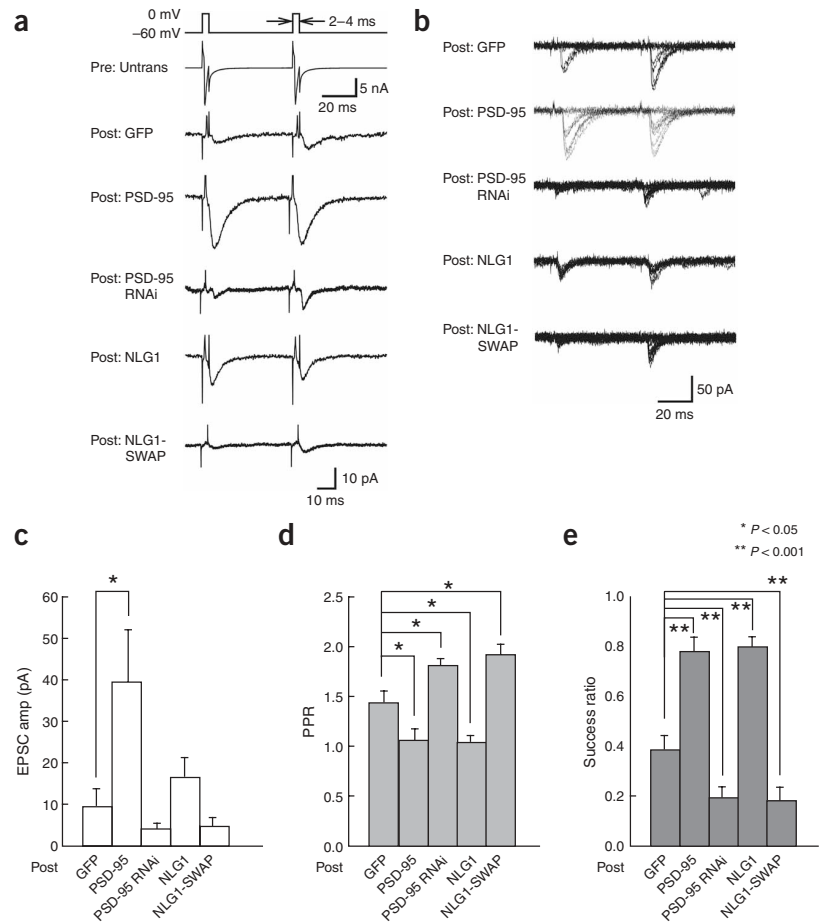 a
0 mV
–60 mV
2–4 ms
Pre: Untrans
5 nA
20 ms
Post: GFP
Post: PSD-95
Post: PSD-95
RNAi
Post: NLG1
Post: NLG1-
SWAP
10 pA
10 ms
b
Post: GFP
Post: PSD-95
Post: PSD-95
RNAi
Post: NLG1
Post: NLG1-
SWAP
50 pA
20 ms
c
*
60
50
40
30
20
10
0
EPSC amp (pA)
Post
GFP
PSD-95
PSD-95 RNAi
NLG1
NLG1-SWAP
d
*
*
*
*
2.5
2.0
1.5
1.0
0.5
0.0
PPR
Post
GFP
PSD-95
PSD-95 RNAi
NLG1
NLG1-SWAP
e
* P < 0.05
** P < 0.001
**
**
**
**
1.0
0.8
0.6
0.4
0.2
0.0
Success ratio
Post
GFP
PSD-95
PSD-95 RNAi
NLG1
NLG1-SWAP